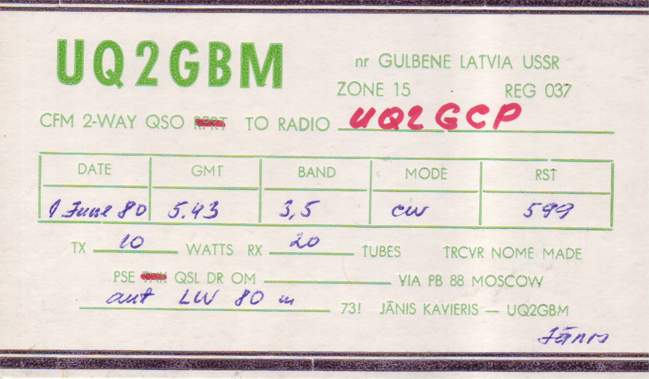 UQ2GBM
nr GULBENE LATVIA USSR
ZONE 15 REG 037
CFM 2-WAY QSO RPRT TO RADIO UQ2GCP
DATE GMT BAND MODE RST
1 June 80 5.43 3,5 CW 599
TX 10 WATTS RX 20 TUBES TRCVR NOME MADE
PSE QSL DR OM VIA PB 88 MOSCOW
ant LW 80 m 73! JĀNIS KAVIERIS — UQ2GBM
Jānis